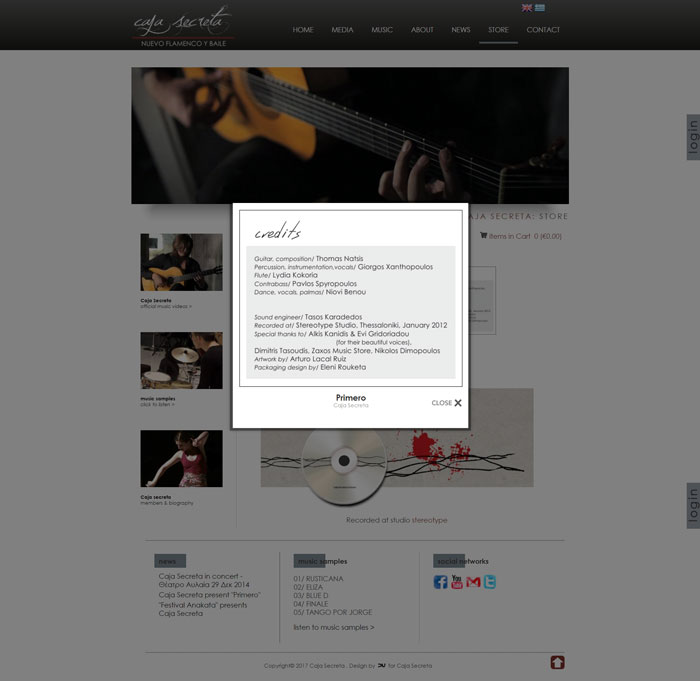 caja secreta
NUEVO FLAMENCO Y BAILE
HOME MEDIA MUSIC ABOUT NEWS STORE CONTACT
login
CAJA SECRETA: STORE
Items in Cart: 0 (€0,00)
credits
Guitar, composition/ Thomas Natsis
Percussion, instrumentation,vocals/ Giorgos Xanthopoulos
Flute/ Lydia Kokoria
Contrabass/ Pavlos Spyropoulos
Dance, vocals, palmas/ Niovi Benou
Sound engineer/ Tasos Karadedos
Recorded at/ Stereotype Studio, Thessaloniki, January 2012
Special thanks to/ Alkis Kanidis & Evi Gridoriadou
(for their beautiful voices),
Dimitris Tasoudis, Zaxos Music Store, Nikolos Dimopoulos
Artwork by/ Arturo Lacal Ruiz
Packaging design by/ Eleni Rouketa
Primero
Caja Secreta
CLOSE X
Caja Secreta
official music videos >
music samples
click to listen >
Caja secreta
members & biography
Recorded at studio stereotype
login
news
Caja Secreta in concert -
Θέατρο Αυλαία 29 Δεκ 2014
Caja Secreta present "Primero"
"Festival Anakata" presents
Caja Secreta
music samples
01/ RUSTICANA
02/ ELIZA
03/ BLUE D.
04/ FINALE
05/ TANGO POR JORGE
listen to music samples >
social networks
You Tube
Copyright© 2017 Caja Secreta.. Design by for Caja Secreta